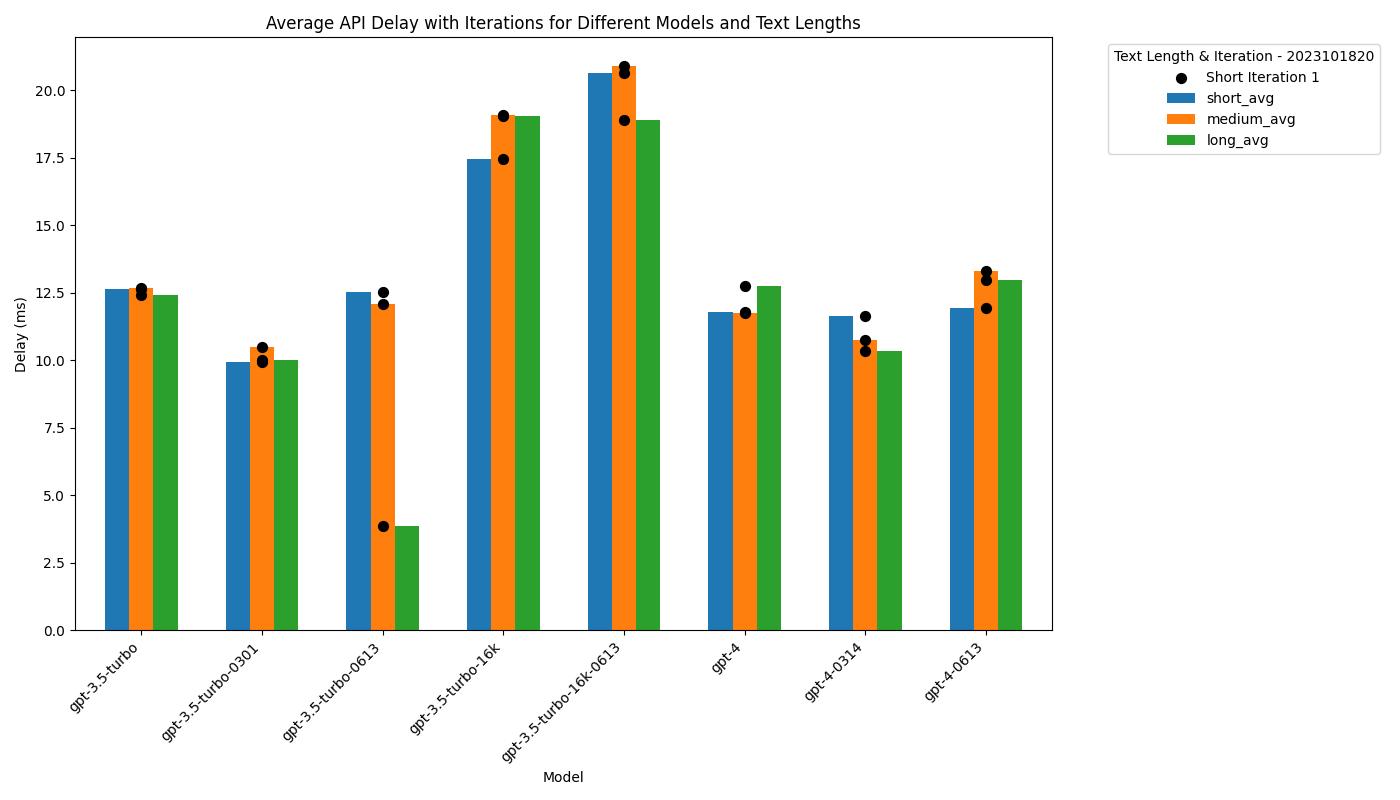 Average API Delay with Iterations for Different Models and Text Lengths
Text Length & Iteration - 2023101820
Short Iteration 1
short_avg
medium_avg
long_avg
Delay (ms)
20.0
17.5
15.0
12.5
10.0
7.5
5.0
2.5
0.0
gpt-3.5-turbo
gpt-3.5-turbo-0301
gpt-3.5-turbo-0613
gpt-3.5-turbo-16k
gpt-3.5-turbo-16k-0613
gpt-4
gpt-4-0314
gpt-4-0613
Model